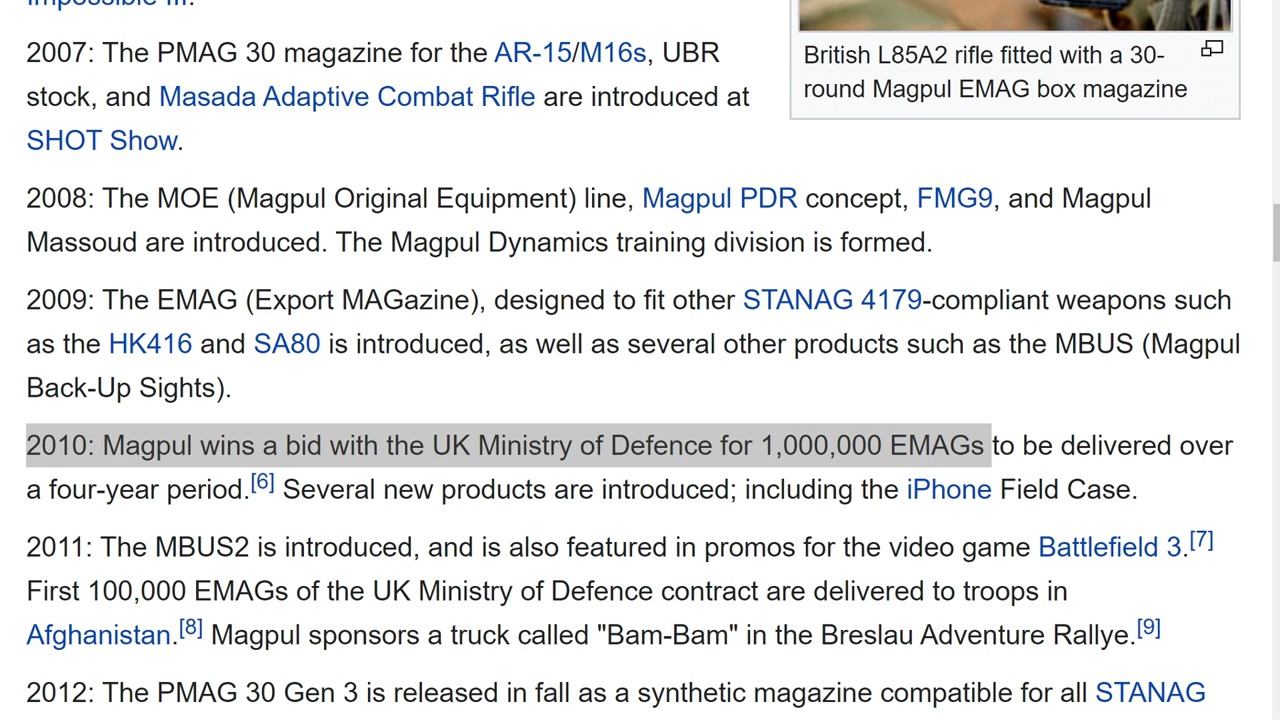 Impossible III.
2007: The PMAG 30 magazine for the AR-15/M16s, UBR
stock, and Masada Adaptive Combat Rifle are introduced at
SHOT Show.
British L85A2 rifle fitted with a 30-
round Magpul EMAG box magazine
2008: The MOE (Magpul Original Equipment) line, Magpul PDR concept, FMG9, and Magpul
Massoud are introduced. The Magpul Dynamics training division is formed.
2009: The EMAG (Export MAGazine), designed to fit other STANAG 4179-compliant weapons such
as the HK416 and SA80 is introduced, as well as several other products such as the MBUS (Magpul
Back-Up Sights).
2010: Magpul wins a bid with the UK Ministry of Defence for 1,000,000 EMAGs to be delivered over
a four-year period.[6] Several new products are introduced; including the iPhone Field Case.
2011: The MBUS2 is introduced, and is also featured in promos for the video game Battlefield 3.[7]
First 100,000 EMAGs of the UK Ministry of Defence contract are delivered to troops in
Afghanistan.[8] Magpul sponsors a truck called "Bam-Bam" in the Breslau Adventure Rallye.[9]
2012: The PMAG 30 Gen 3 is released in fall as a synthetic magazine compatible for all STANAG